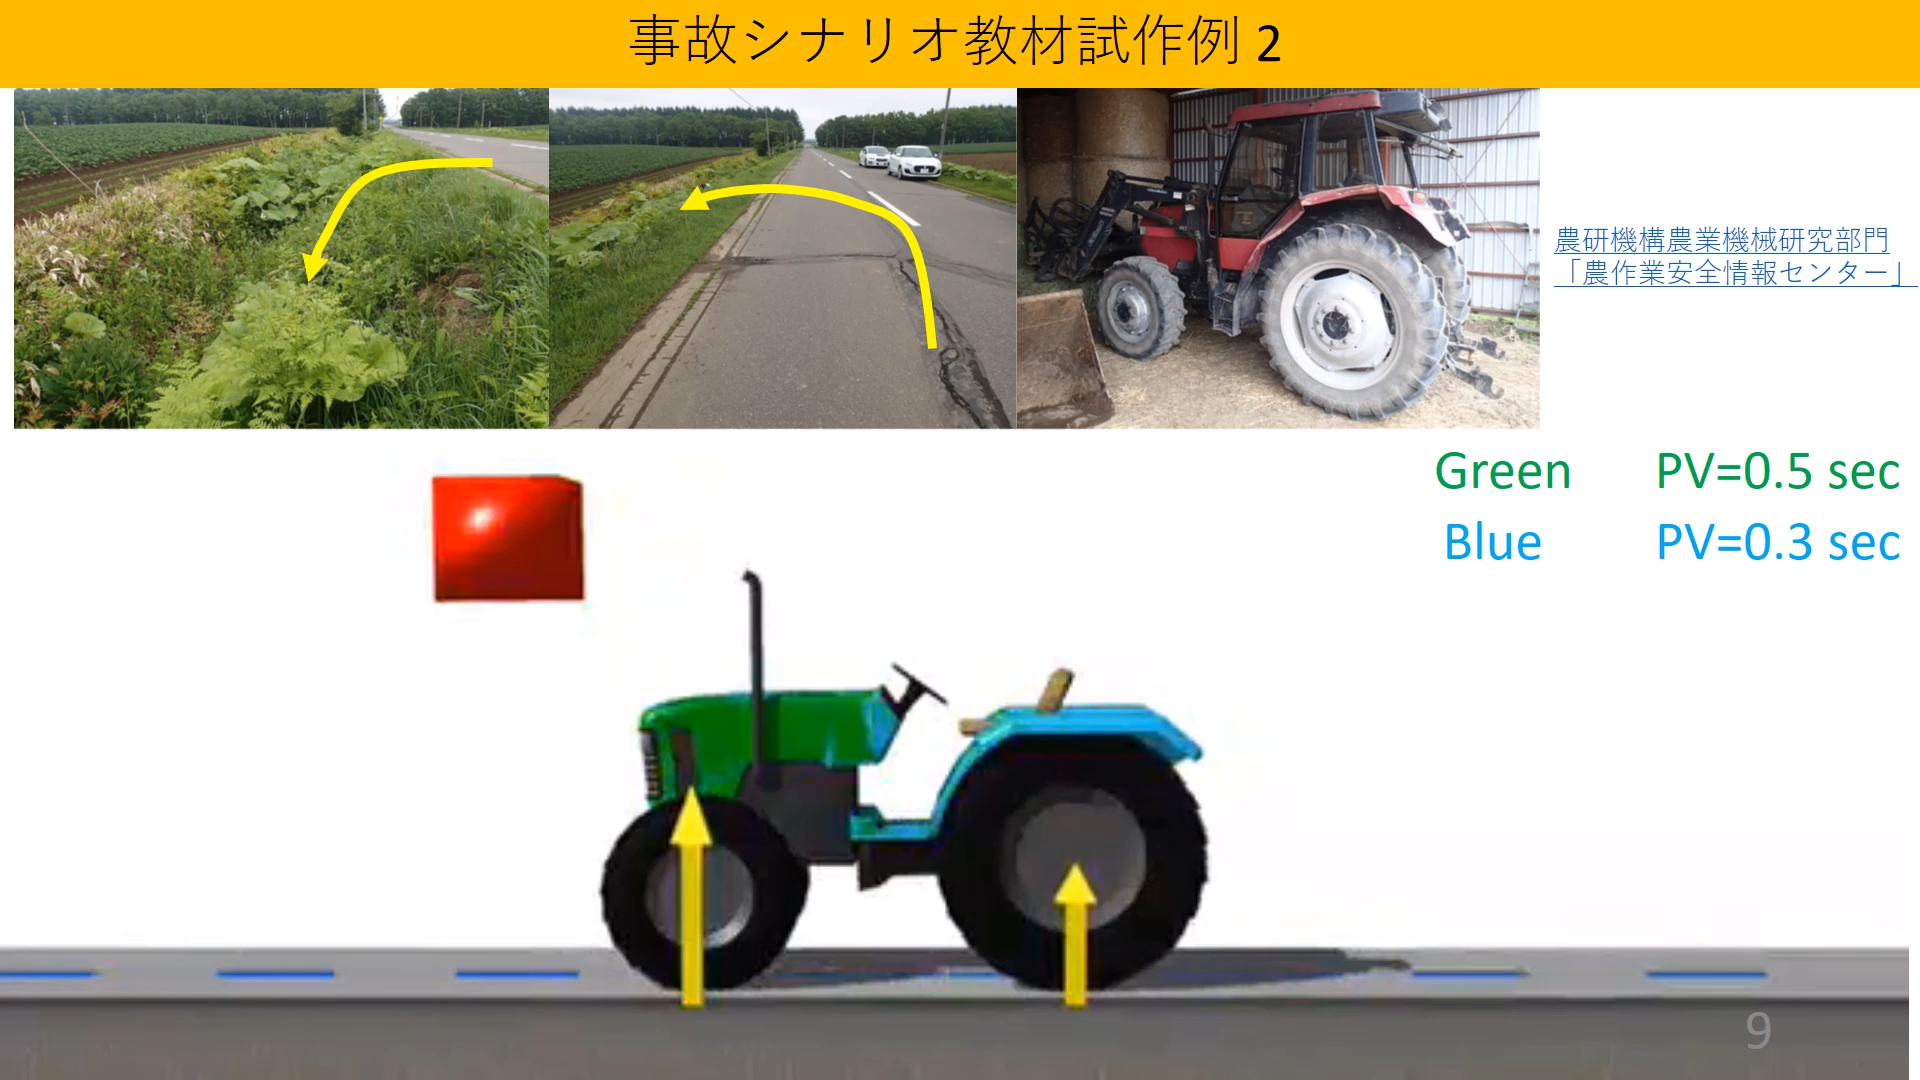 事故シナリオ教材試作例 2
農研機構農業機械研究部門
「農作業安全情報センター」
Green PV=0.5 sec
Blue PV=0.3 sec
9